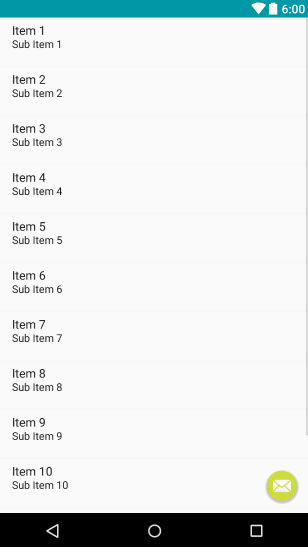 6:00
Item 1
Sub Item 1
Item 2
Sub Item 2
Item 3
Sub Item 3
Item 4
Sub Item 4
Item 5
Sub Item 5
Item 6
Sub Item 6
Item 7
Sub Item 7
Item 8
Sub Item 8
Item 9
Sub Item 9
Item 10
Sub Item 10